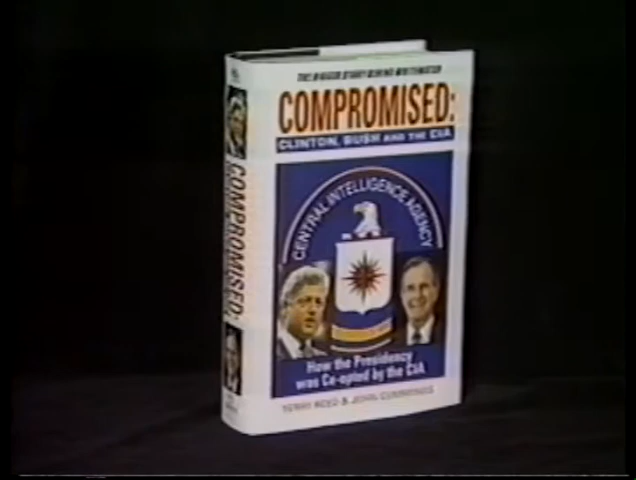 THE BIGGER STORY BEHIND WHITEWATER
COMPROMISED:
CLINTON, BUSH AND THE CIA
CENTRAL INTELLIGENCE AGENCY
How the Presidency
was Co-opted by the CIA
TERRY REED & JOHN CUMMINGS
COMPROMISED: